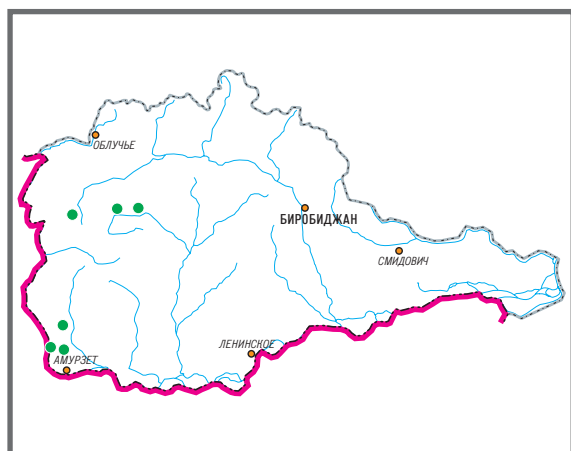 ОБЛУЧЬЕ
БИРОБИДЖАН
СМИДОВИЧ
ЛЕНИНСКОЕ
АМУРЗЕТ